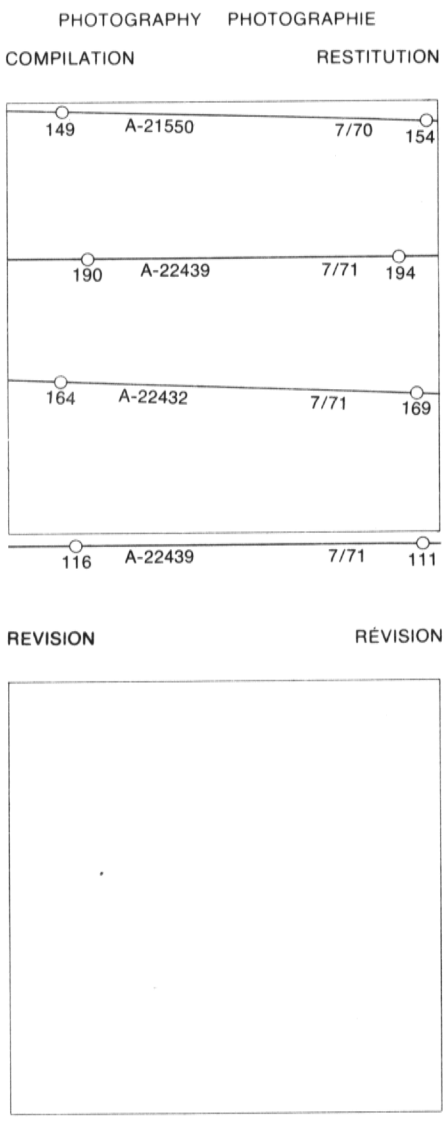 PHOTOGRAPHY PHOTOGRAPHIE
COMPILATION RESTITUTION
149 A-21550 7/70 154
190 A-22439 7/71 194
164 A-22432 7/71 169
116 A-22439 7/71 111
REVISION RÉVISION